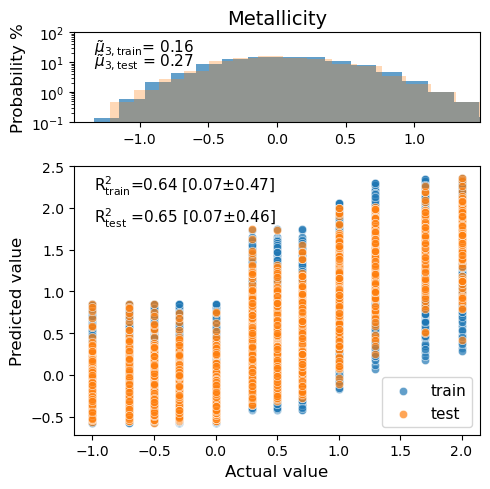 Metallicity
Probability %
10²
10¹
10⁰
10⁻¹
μ̃₃,train= 0.16
μ̃₃,test = 0.27
−1.0 −0.5 0.0 0.5 1.0
Predicted value
2.5
2.0
1.5
1.0
0.5
0.0
−0.5
R²train=0.64 [0.07±0.47]
R²test =0.65 [0.07±0.46]
train
test
−1.0 −0.5 0.0 0.5 1.0 1.5 2.0
Actual value